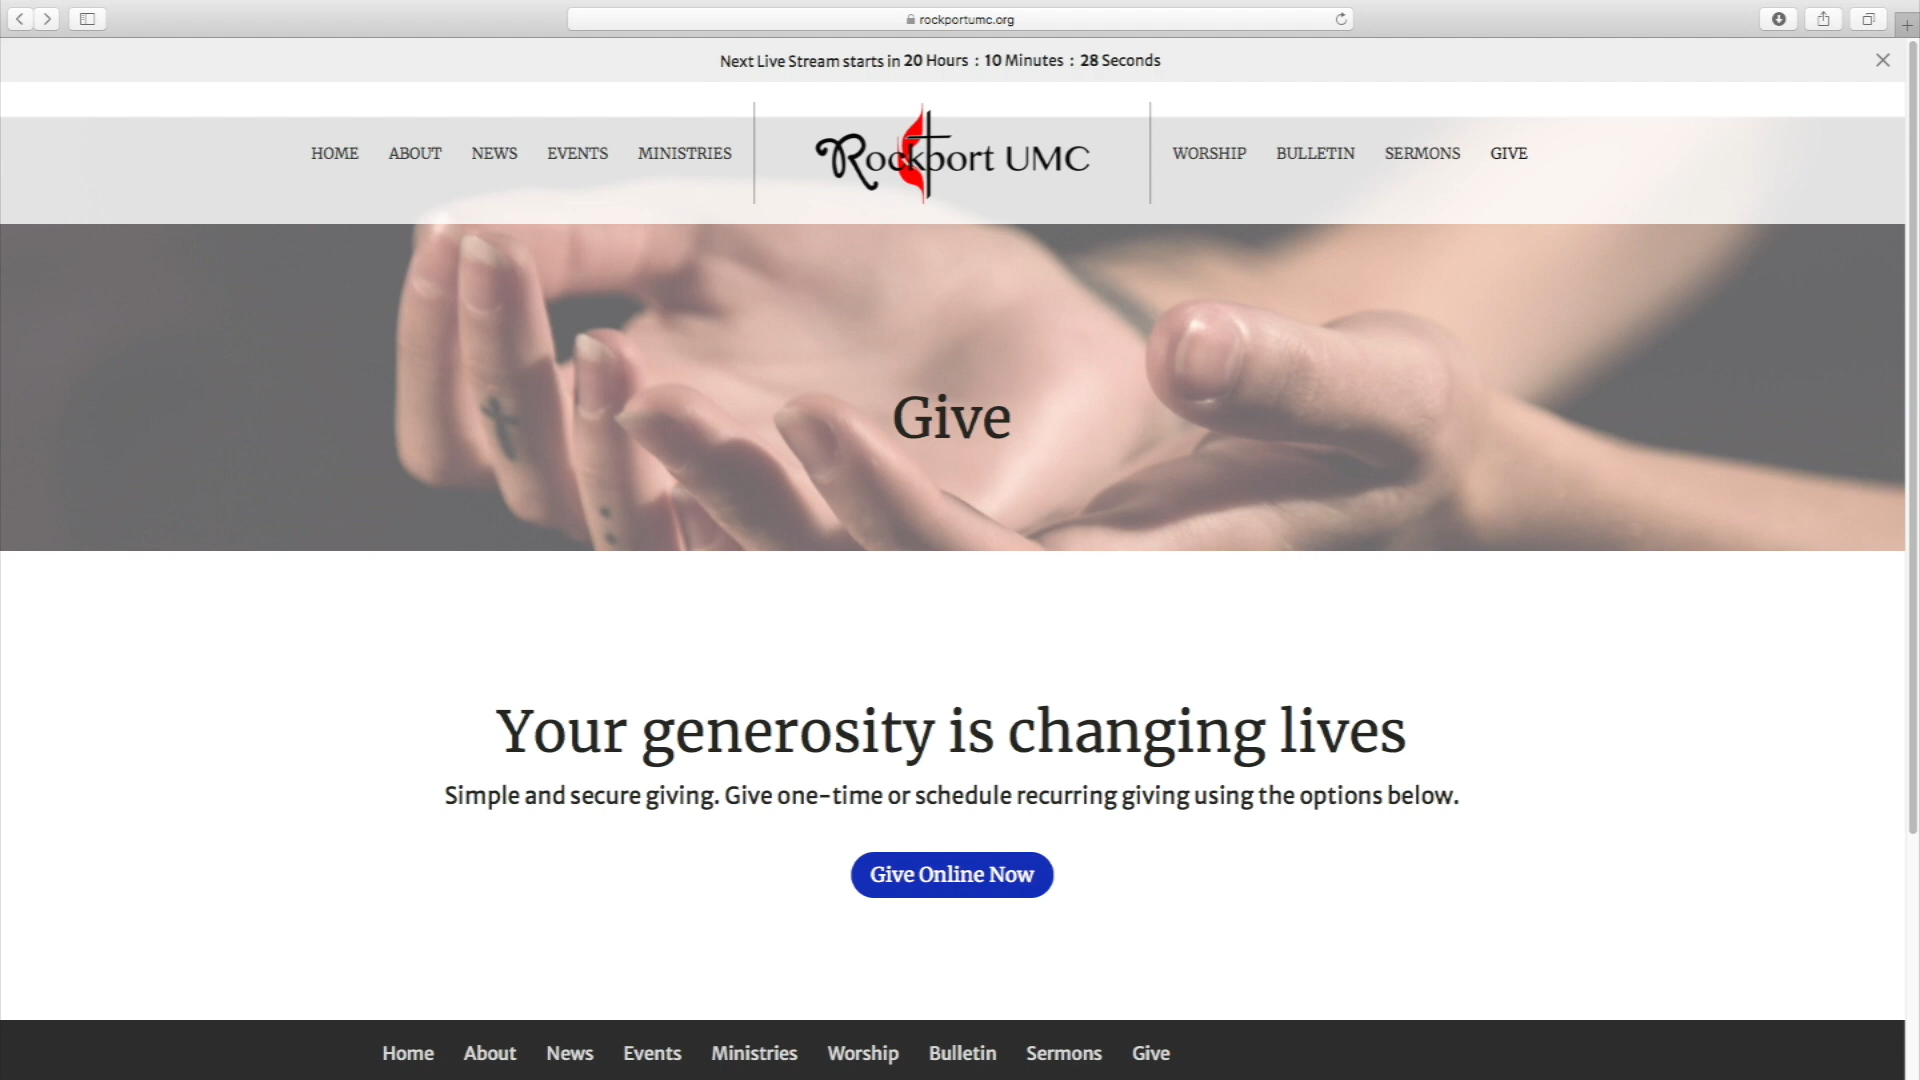 rockportumc.org
Next Live Stream starts in 20 Hours : 10 Minutes : 28 Seconds
HOME ABOUT NEWS EVENTS MINISTRIES Rockport UMC WORSHIP BULLETIN SERMONS GIVE
Give
Your generosity is changing lives
Simple and secure giving. Give one-time or schedule recurring giving using the options below.
Give Online Now
Home About News Events Ministries Worship Bulletin Sermons Give